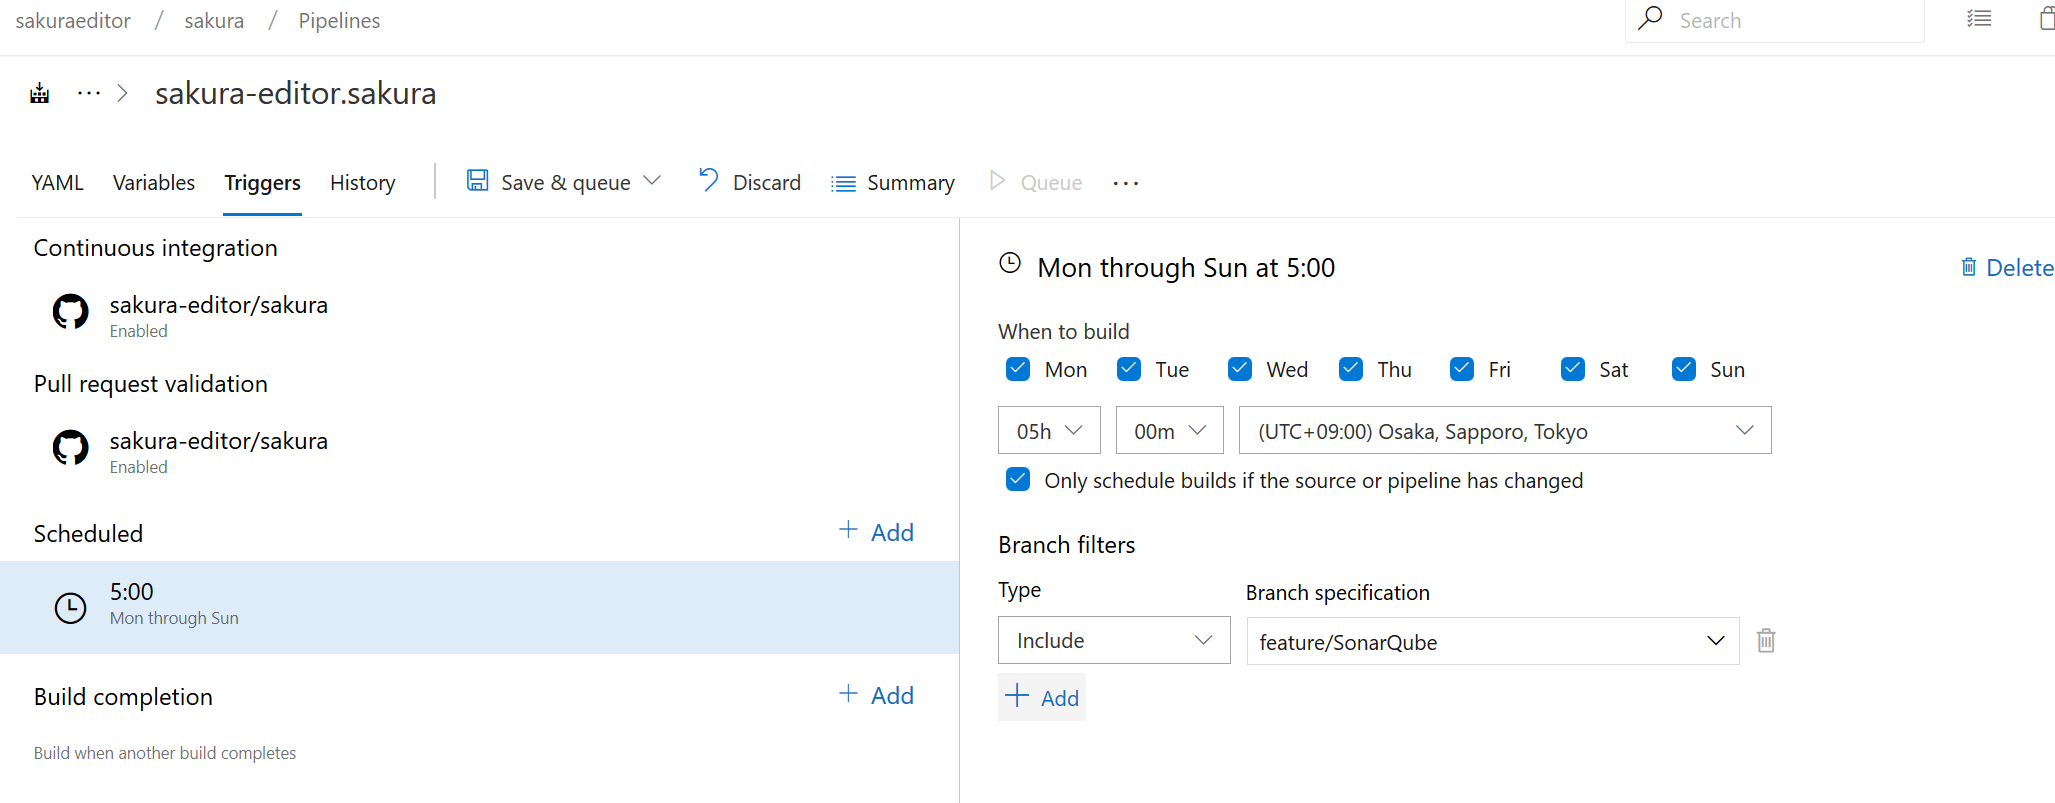 sakuraeditor / sakura / Pipelines
Search
··· > sakura-editor.sakura
YAML Variables Triggers History Save & queue Discard Summary Queue ···
Continuous integration
sakura-editor/sakura
Enabled
Pull request validation
sakura-editor/sakura
Enabled
Scheduled + Add
5:00
Mon through Sun
Build completion + Add
Build when another build completes
Mon through Sun at 5:00 Delete
When to build
Mon Tue Wed Thu Fri Sat Sun
05h 00m (UTC+09:00) Osaka, Sapporo, Tokyo
Only schedule builds if the source or pipeline has changed
Branch filters
Type Branch specification
Include feature/SonarQube
+ Add